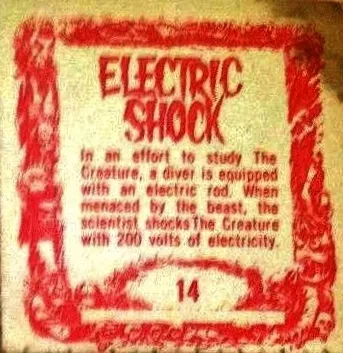 ELECTRIC
SHOCK
In an effort to study The
Creature, a diver is equipped
with an electric rod. When
menaced by the beast, the
scientist shocks The Creature
with 200 volts of electricity.
14